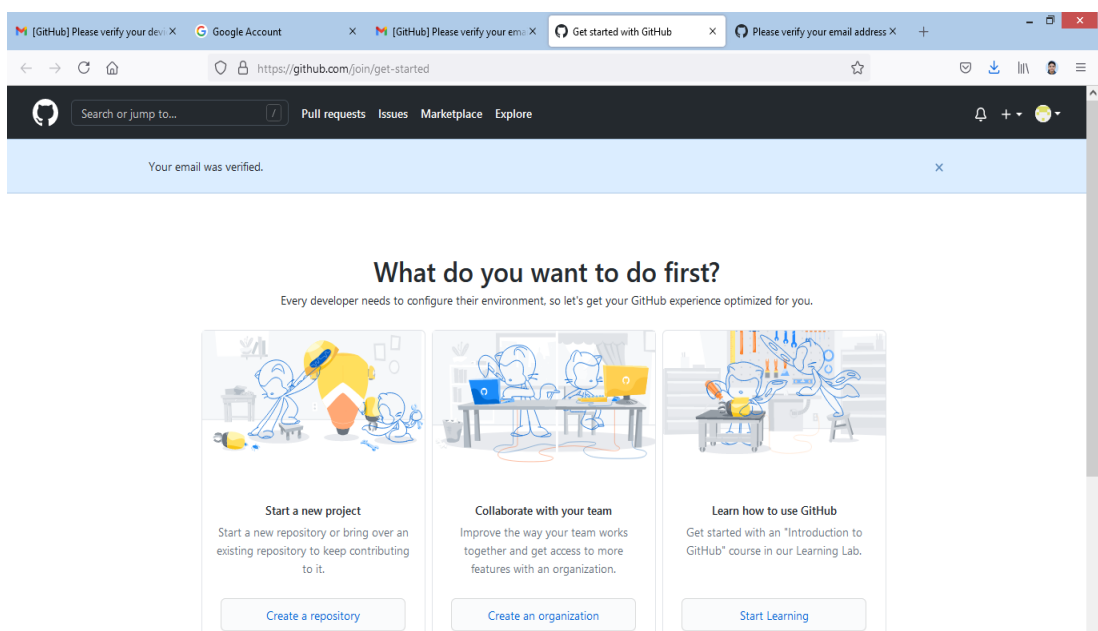 [GitHub] Please verify your devi
Google Account
[GitHub] Please verify your ema
Get started with GitHub
Please verify your email address
https://github.com/join/get-started
Search or jump to...
/
Pull requests
Issues
Marketplace
Explore
Your email was verified.
What do you want to do first?
Every developer needs to configure their environment, so let's get your GitHub experience optimized for you.
Start a new project
Start a new repository or bring over an
existing repository to keep contributing
to it.
Create a repository
Collaborate with your team
Improve the way your team works
together and get access to more
features with an organization.
Create an organization
Learn how to use GitHub
Get started with an "Introduction to
GitHub" course in our Learning Lab.
Start Learning